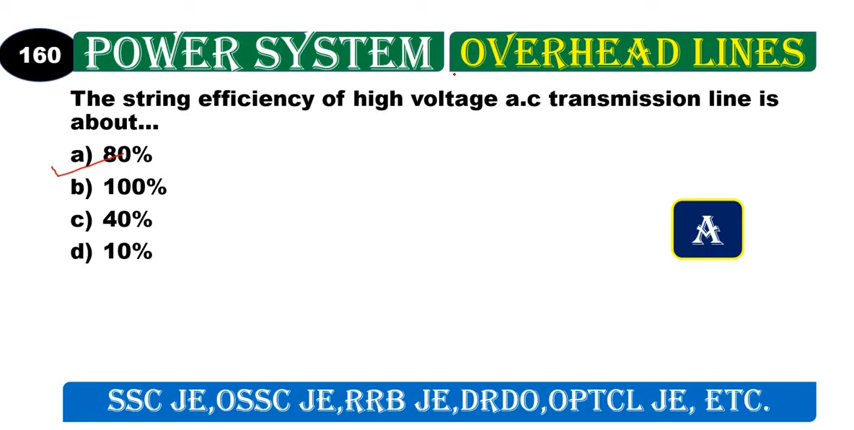 160
POWER SYSTEM
OVERHEAD LINES
The string efficiency of high voltage a.c transmission line is
about...
a) 80%
b) 100%
c) 40%
d) 10%
A
SSC JE,OSSC JE,RRB JE,DRDO,OPTCL JE, ETC.